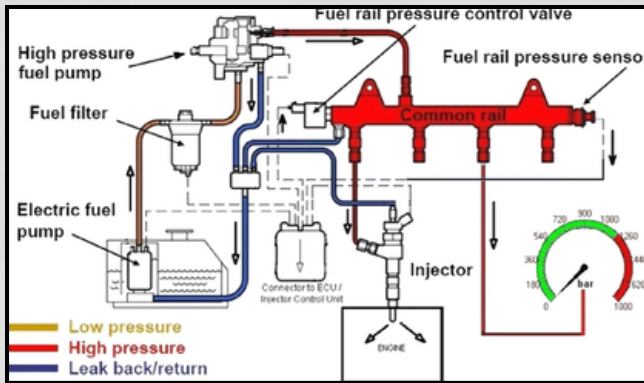 Fuel rail pressure control valve
High pressure
fuel pump
Fuel rail pressure senso
Fuel filter
Common rail
Electric fuel
pump
Connector to ECU /
Injector Control Unit
Injector
ENGINE
0
180
360
540
720
900
1080
1260
1440
1620
1800
bar
Low pressure
High pressure
Leak back/return